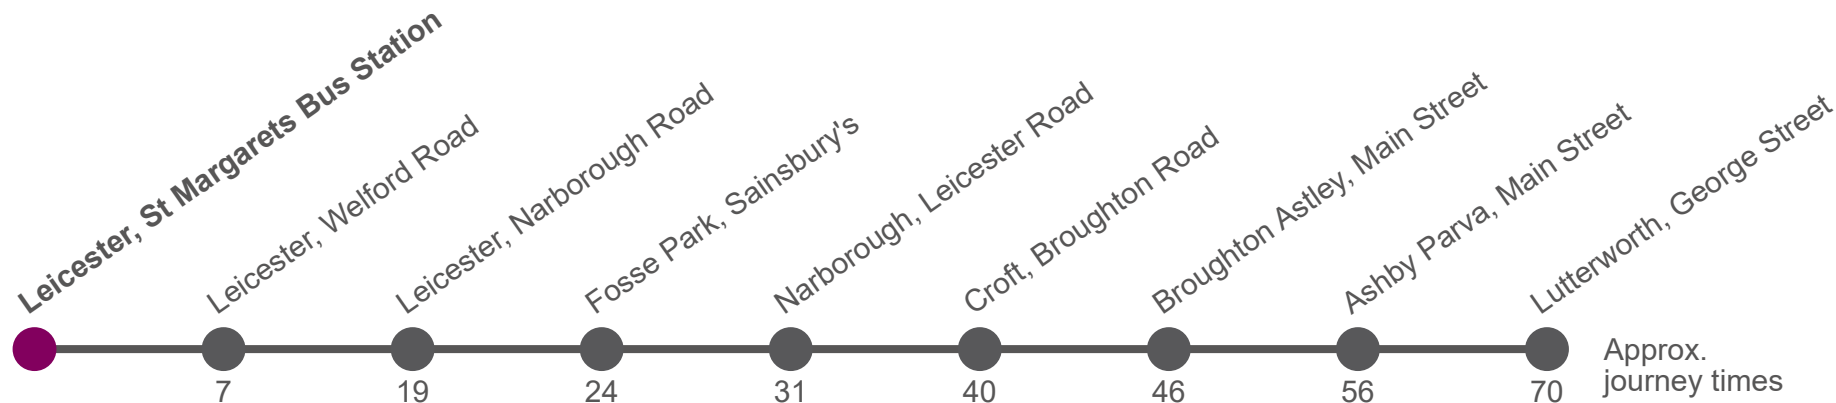 Leicester, St Margarets Bus Station
Leicester, Welford Road
Leicester, Narborough Road
Fosse Park, Sainsbury's
Narborough, Leicester Road
Croft, Broughton Road
Broughton Astley, Main Street
Ashby Parva, Main Street
Lutterworth, George Street
7
19
24
31
40
46
56
70
Approx.
journey times